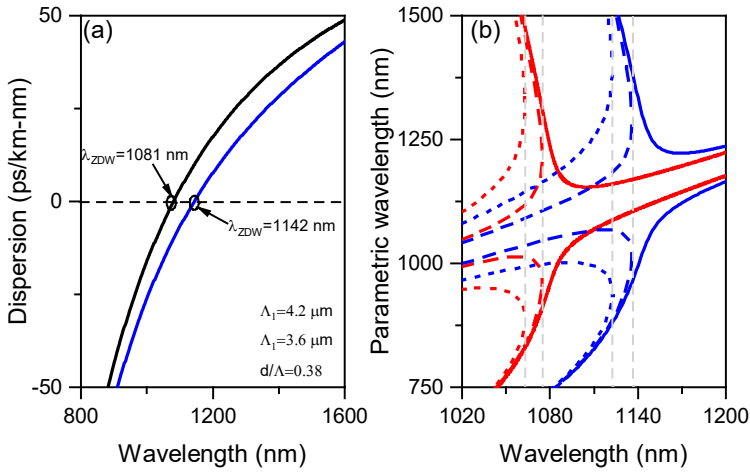 (a)
50
0
-50
Dispersion (ps/km-nm)
λZDW=1081 nm
λZDW=1142 nm
Λ1=4.2 μm
Λ1=3.6 μm
d/Λ=0.38
800
1200
1600
Wavelength (nm)
(b)
1500
1250
1000
750
Parametric wavelength (nm)
1020
1080
1140
1200
Wavelength (nm)